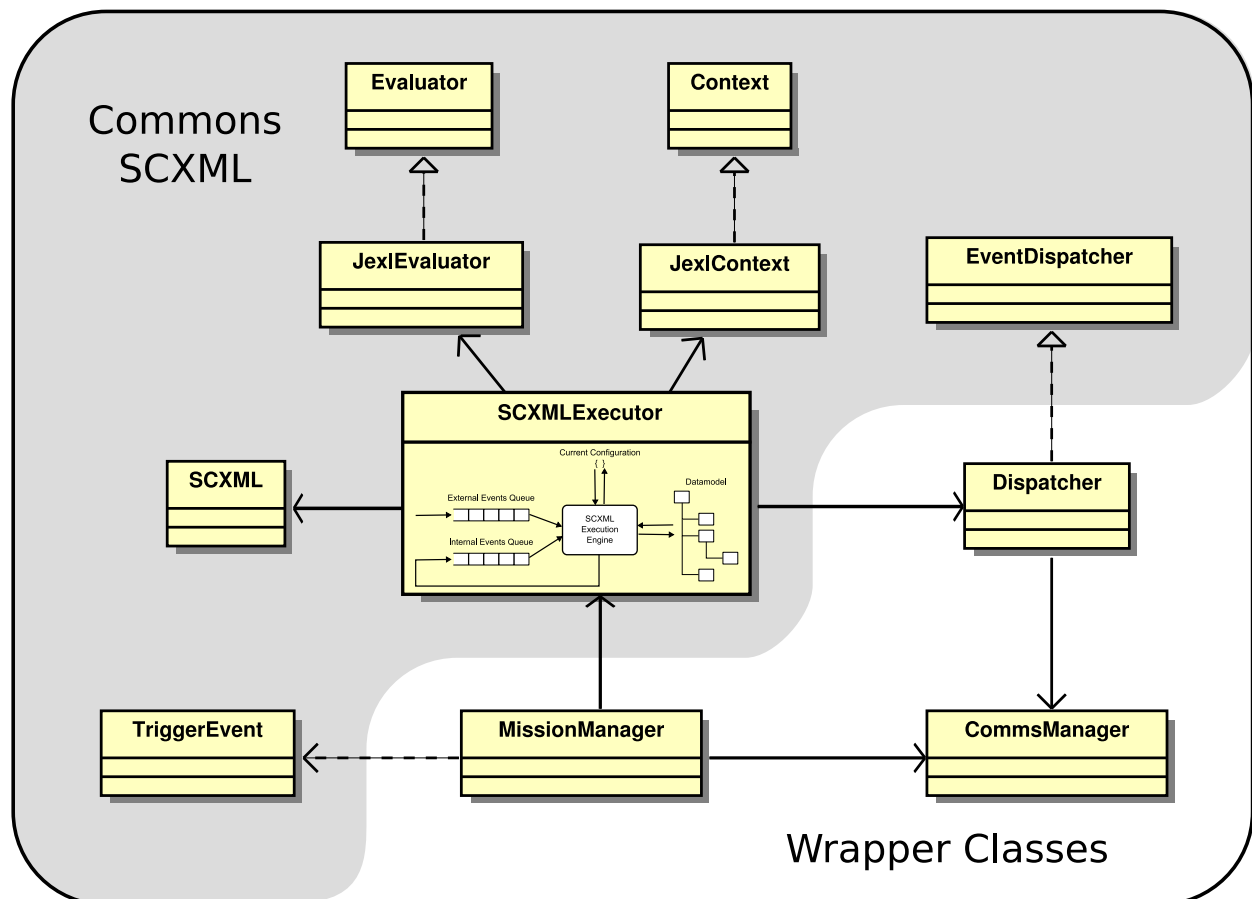 Evaluator
Context
Commons
SCXML
JexlEvaluator
JexlContext
EventDispatcher
SCXMLExecutor
Current Configuration
{ }
Datamodel
External Events Queue
SCXML
Execution
Engine
Internal Events Queue
SCXML
Dispatcher
TriggerEvent
MissionManager
CommsManager
Wrapper Classes